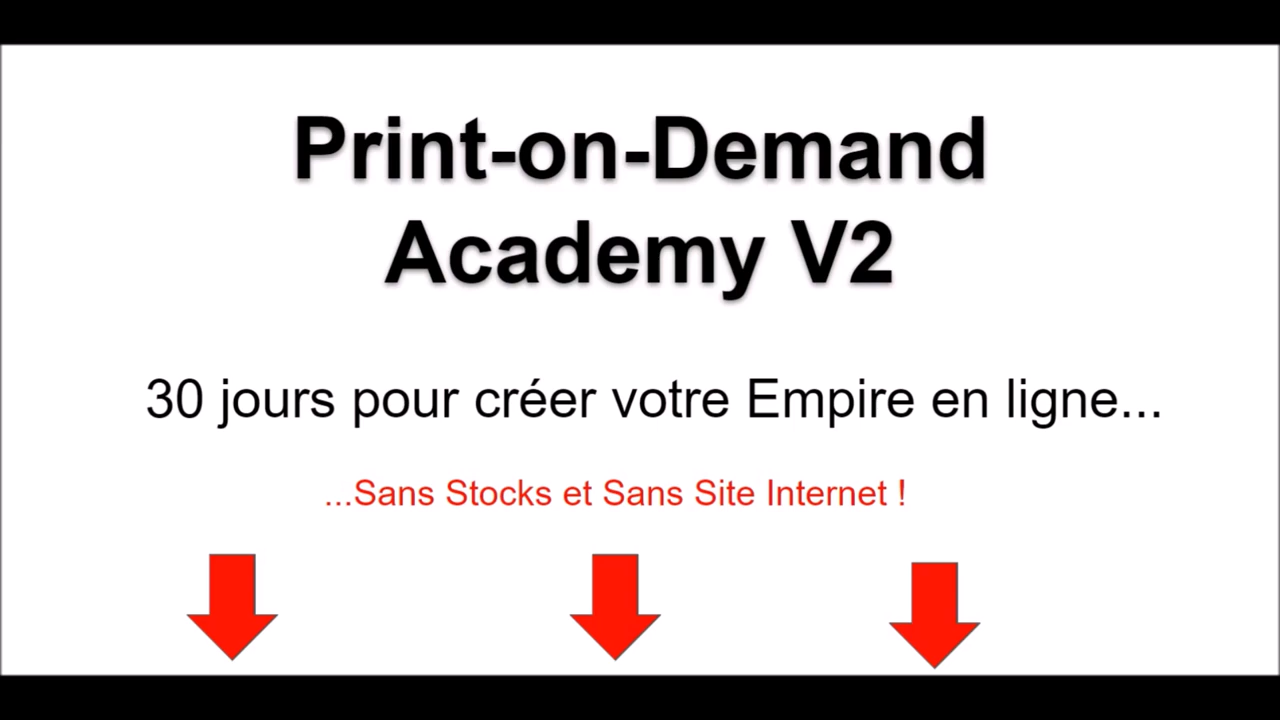 Print-on-Demand
Academy V2
30 jours pour créer votre Empire en ligne...
...Sans Stocks et Sans Site Internet !